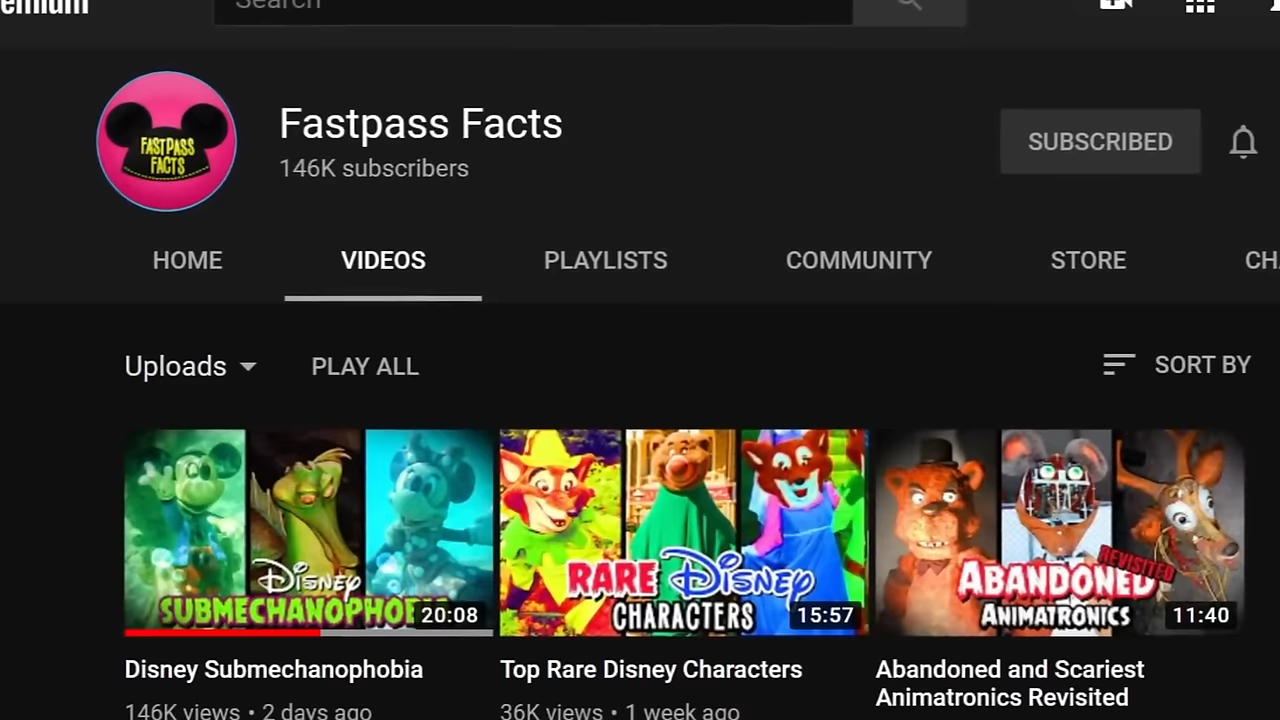 Search
FASTPASS
FACTS
Fastpass Facts
146K subscribers
SUBSCRIBED
HOME
VIDEOS
PLAYLISTS
COMMUNITY
STORE
Uploads
PLAY ALL
SORT BY
Disney
SUBMECHANOPHOBIA
20:08
RARE Disney
CHARACTERS
15:57
ABANDONED
REVISITED
ANIMATRONICS
11:40
Disney Submechanophobia
146K views • 2 days ago
Top Rare Disney Characters
36K views • 1 week ago
Abandoned and Scariest
Animatronics Revisited